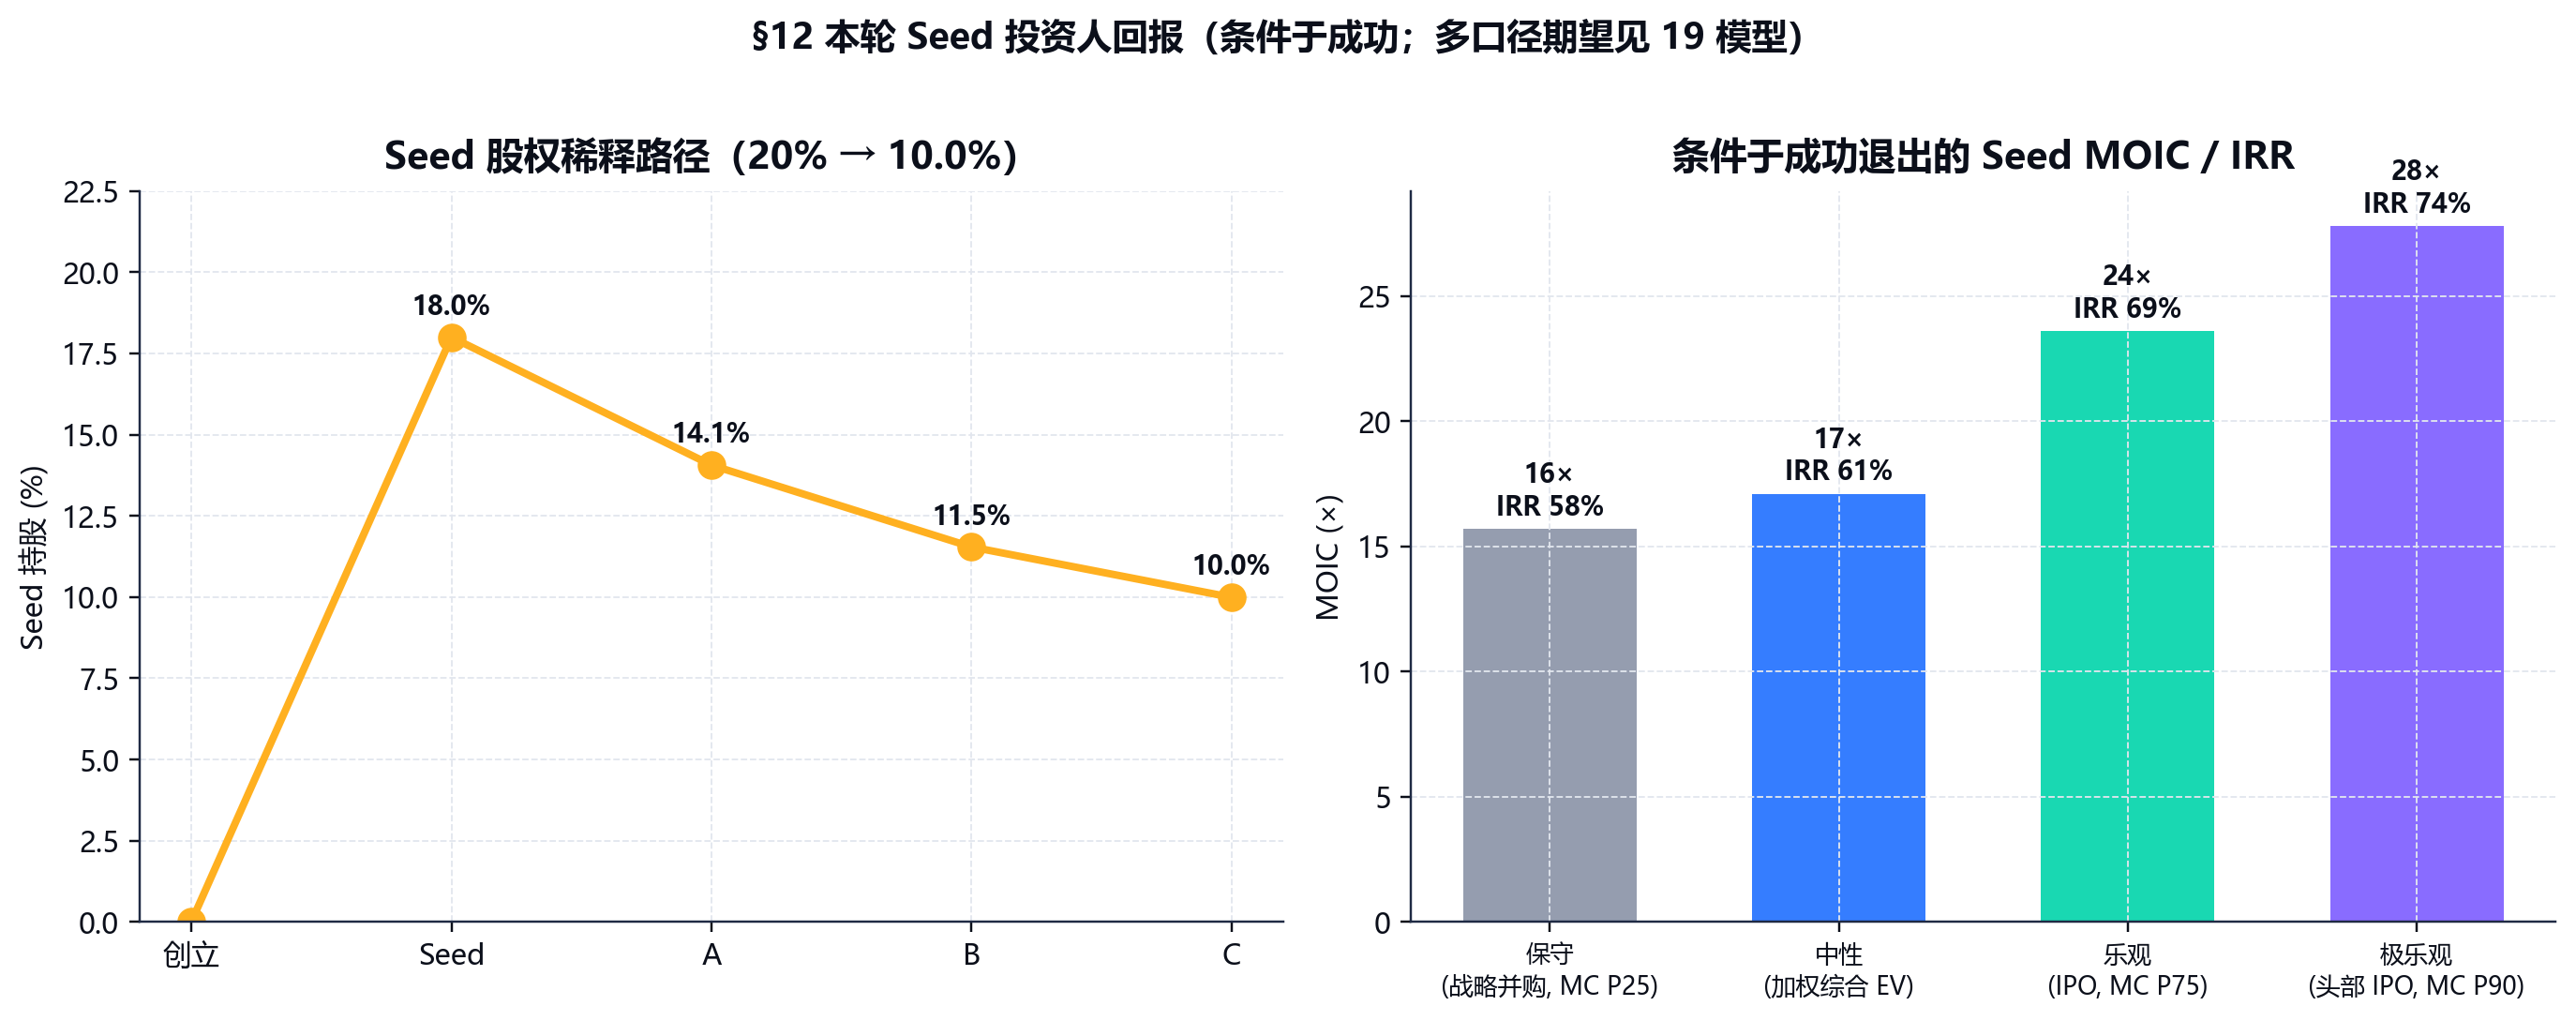 §12 本轮 Seed 投资人回报（条件于成功；多口径期望见 19 模型）
Seed 股权稀释路径（20% → 10.0%）
Seed 持股 (%)
22.5
20.0
17.5
15.0
12.5
10.0
7.5
5.0
2.5
0.0
18.0%
14.1%
11.5%
10.0%
创立
Seed
A
B
C
条件于成功退出的 Seed MOIC / IRR
MOIC (×)
25
20
15
10
5
0
16×
IRR 58%
17×
IRR 61%
24×
IRR 69%
28×
IRR 74%
保守
(战略并购, MC P25)
中性
(加权综合 EV)
乐观
(IPO, MC P75)
极乐观
(头部 IPO, MC P90)